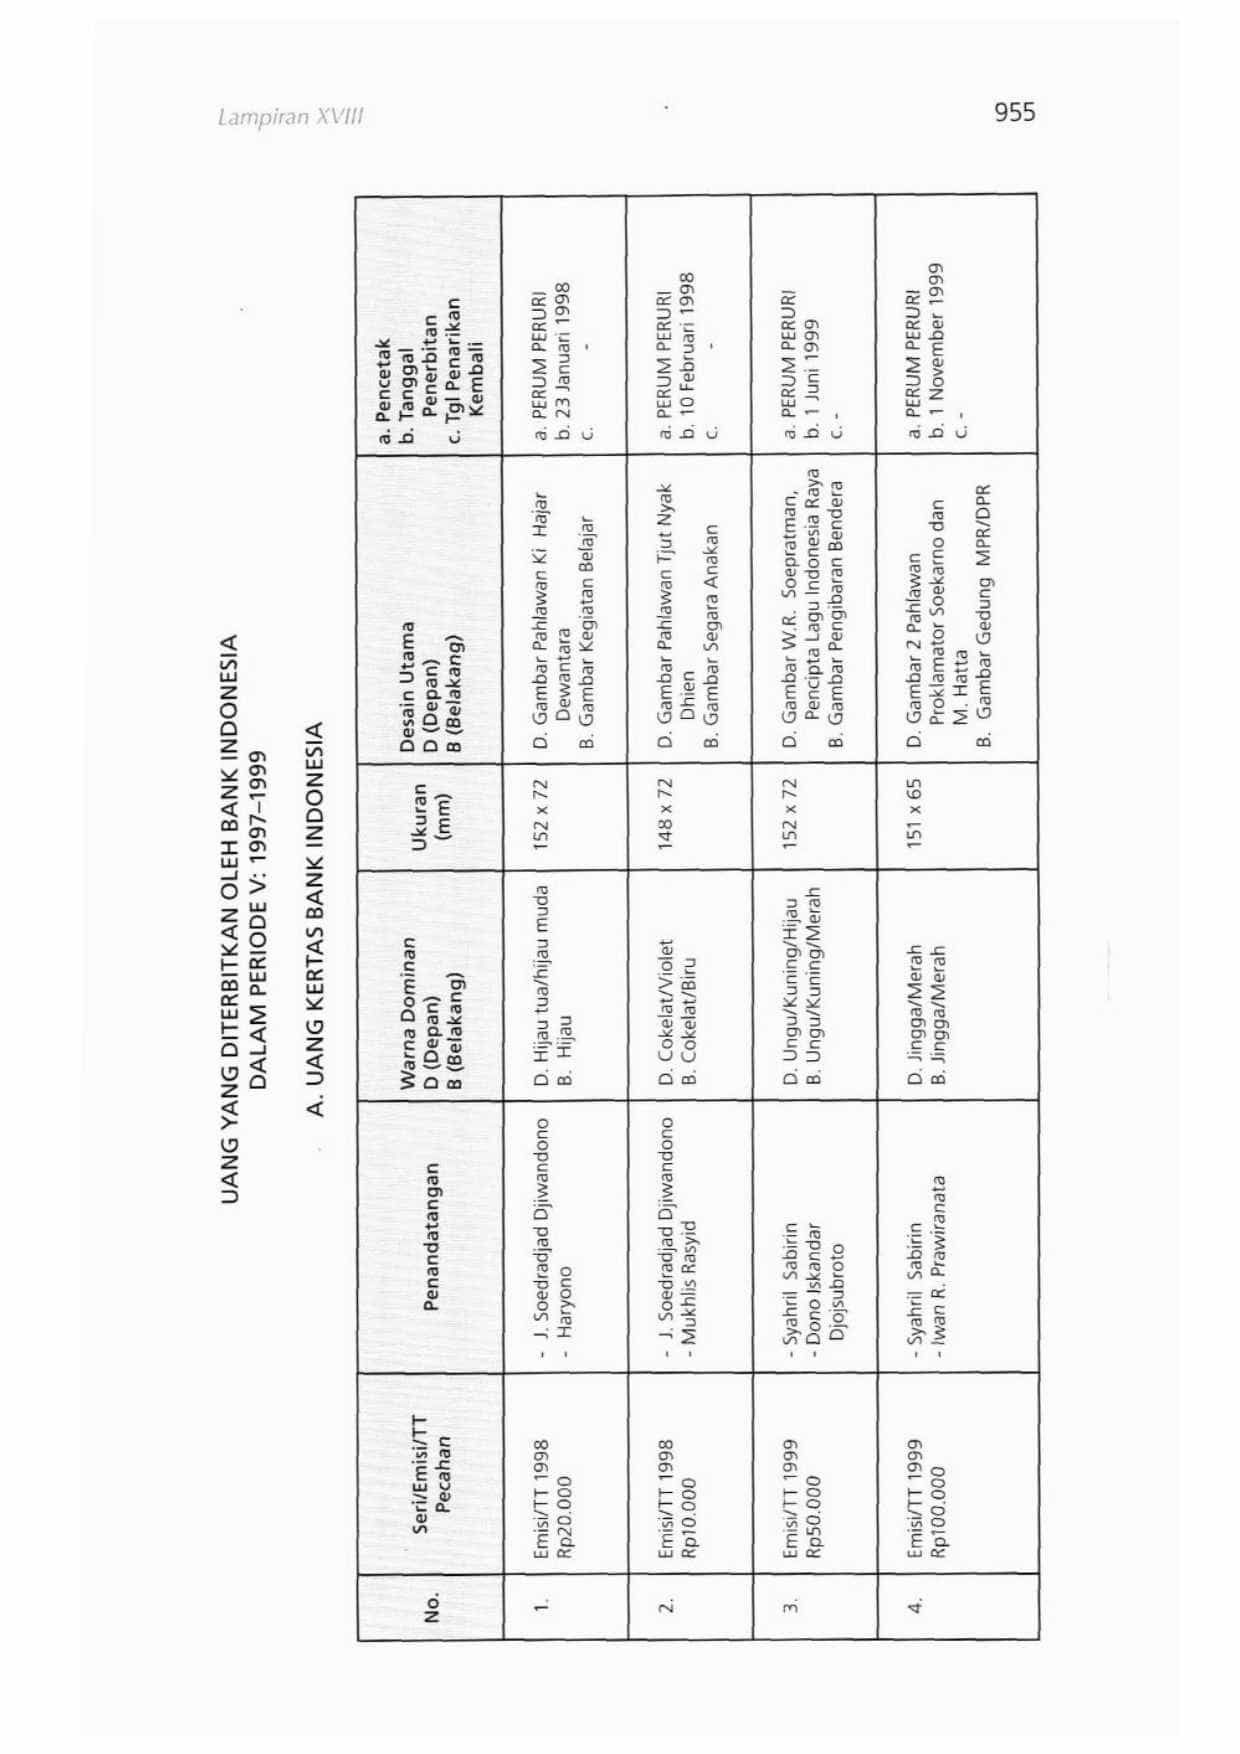 Lampiran XVIII
955
UANG YANG DITERBITKAN OLEH BANK INDONESIA
DALAM PERIODE V: 1997–1999
A. UANG KERTAS BANK INDONESIA
No.
Seri/Emisi/TT
Pecahan
Penandatangan
Warna Dominan
D (Depan)
B (Belakang)
Ukuran
(mm)
Desain Utama
D (Depan)
B (Belakang)
a. Pencetak
b. Tanggal
Penerbitan
c. Tgl Penarikan
Kembali
1.
Emisi/TT 1998
Rp20.000
- J. Soedradjad Djiwandono
- Haryono
D. Hijau tua/hijau muda
B. Hijau
152 x 72
D. Gambar Pahlawan Ki Hajar
Dewantara
B. Gambar Kegiatan Belajar
a. PERUM PERURI
b. 23 Januari 1998
c. -
2.
Emisi/TT 1998
Rp10.000
- J. Soedradjad Djiwandono
- Mukhlis Rasyid
D. Cokelat/Violet
B. Cokelat/Biru
148 x 72
D. Gambar Pahlawan Tjut Nyak
Dhien
B. Gambar Segara Anakan
a. PERUM PERURI
b. 10 Februari 1998
c. -
3.
Emisi/TT 1999
Rp50.000
- Syahril Sabirin
- Dono Iskandar
Djojsubroto
D. Ungu/Kuning/Hijau
B. Ungu/Kuning/Merah
152 x 72
D. Gambar W.R. Soepratman,
Pencipta Lagu Indonesia Raya
B. Gambar Pengibaran Bendera
a. PERUM PERURI
b. 1 Juni 1999
c. -
4.
Emisi/TT 1999
Rp100.000
- Syahril Sabirin
- Iwan R. Prawiranata
D. Jingga/Merah
B. Jingga/Merah
151 x 65
D. Gambar 2 Pahlawan
Proklamator Soekarno dan
M. Hatta
B. Gambar Gedung MPR/DPR
a. PERUM PERURI
b. 1 November 1999
c. -